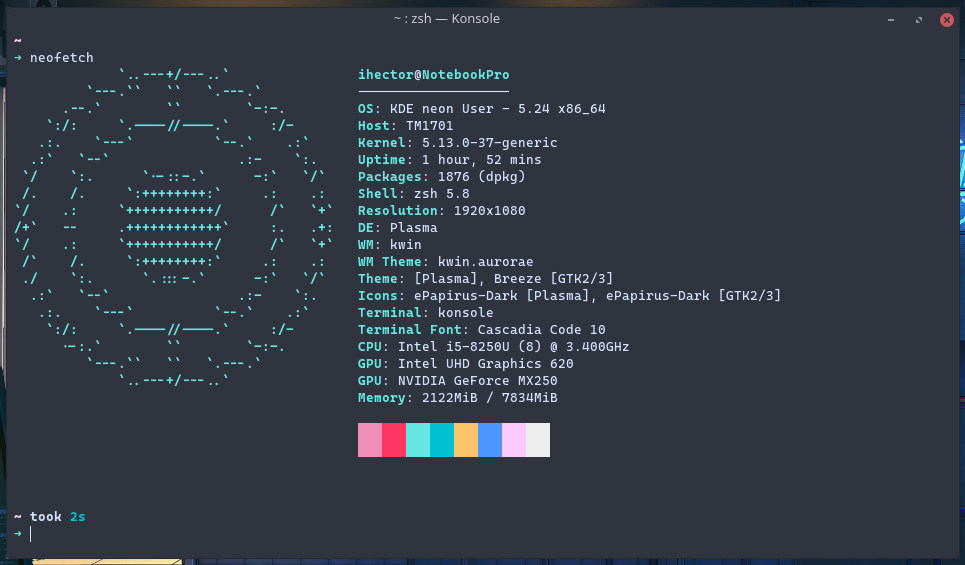 ~ : zsh — Konsole
~
→ neofetch
ihector@NotebookPro
───────────────────
OS: KDE neon User - 5.24 x86_64
Host: TM1701
Kernel: 5.13.0-37-generic
Uptime: 1 hour, 52 mins
Packages: 1876 (dpkg)
Shell: zsh 5.8
Resolution: 1920x1080
DE: Plasma
WM: kwin
WM Theme: kwin.aurorae
Theme: [Plasma], Breeze [GTK2/3]
Icons: ePapirus-Dark [Plasma], ePapirus-Dark [GTK2/3]
Terminal: konsole
Terminal Font: Cascadia Code 10
CPU: Intel i5-8250U (8) @ 3.400GHz
GPU: Intel UHD Graphics 620
GPU: NVIDIA GeForce MX250
Memory: 2122MiB / 7834MiB
~ took 2s
→